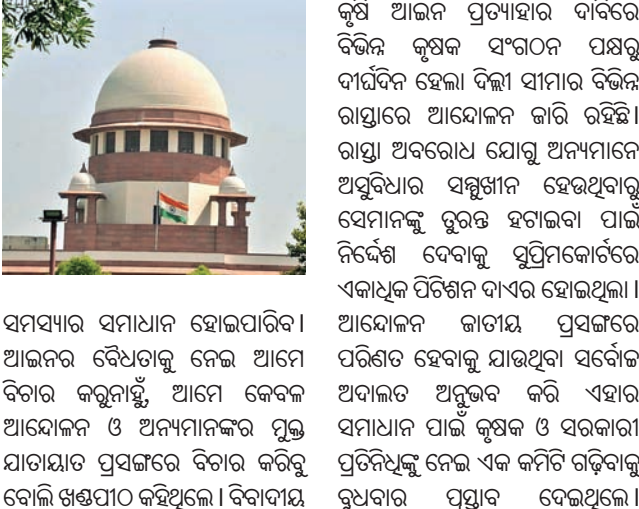 ସମସ୍ୟାର ସମାଧାନ ହୋଇପାରିବ।
ଆଇନର ବୈଧତାକୁ ନେଇ ଆମେ
ବିଚାର କରୁନାହୁଁ, ଆମେ କେବଳ
ଆନ୍ଦୋଳନ ଓ ଅନ୍ୟମାନଙ୍କର ମୁକ୍ତ
ଯାତାୟାତ ପ୍ରସଙ୍ଗରେ ବିଚାର କରିବୁ
ବୋଲି ଖଣ୍ଡପୀଠ କହିଥିଲେ। ବିବାଦୀୟ
କୃଷି ଆଇନ ପ୍ରତ୍ୟାହାର ଦାବିରେ
ବିଭିନ୍ନ କୃଷକ ସଂଗଠନ ପକ୍ଷରୁ
ଦୀର୍ଘଦିନ ହେଲା ଦିଲ୍ଲୀ ସୀମାର ବିଭିନ୍ନ
ରାସ୍ତାରେ ଆନ୍ଦୋଳନ ଜାରି ରହିଛି।
ରାସ୍ତା ଅବରୋଧ ଯୋଗୁ ଅନ୍ୟମାନେ
ଅସୁବିଧାର ସମ୍ମୁଖୀନ ହେଉଥିବାରୁ
ସେମାନଙ୍କୁ ତୁରନ୍ତ ହଟାଇବା ପାଇଁ
ନିର୍ଦ୍ଦେଶ ଦେବାକୁ ସୁପ୍ରିମକୋର୍ଟରେ
ଏକାଧିକ ପିଟିଶନ ଦାଏର ହୋଇଥିଲା।
ଆନ୍ଦୋଳନ ଜାତୀୟ ପ୍ରସଙ୍ଗରେ
ପରିଣତ ହେବାକୁ ଯାଉଥିବା ସର୍ବୋଚ୍ଚ
ଅଦାଲତ ଅନୁଭବ କରି ଏହାର
ସମାଧାନ ପାଇଁ କୃଷକ ଓ ସରକାରୀ
ପ୍ରତିନିଧିଙ୍କୁ ନେଇ ଏକ କମିଟି ଗଢ଼ିବାକୁ
ବୁଧବାର ପ୍ରସ୍ତାବ ଦେଇଥିଲେ।